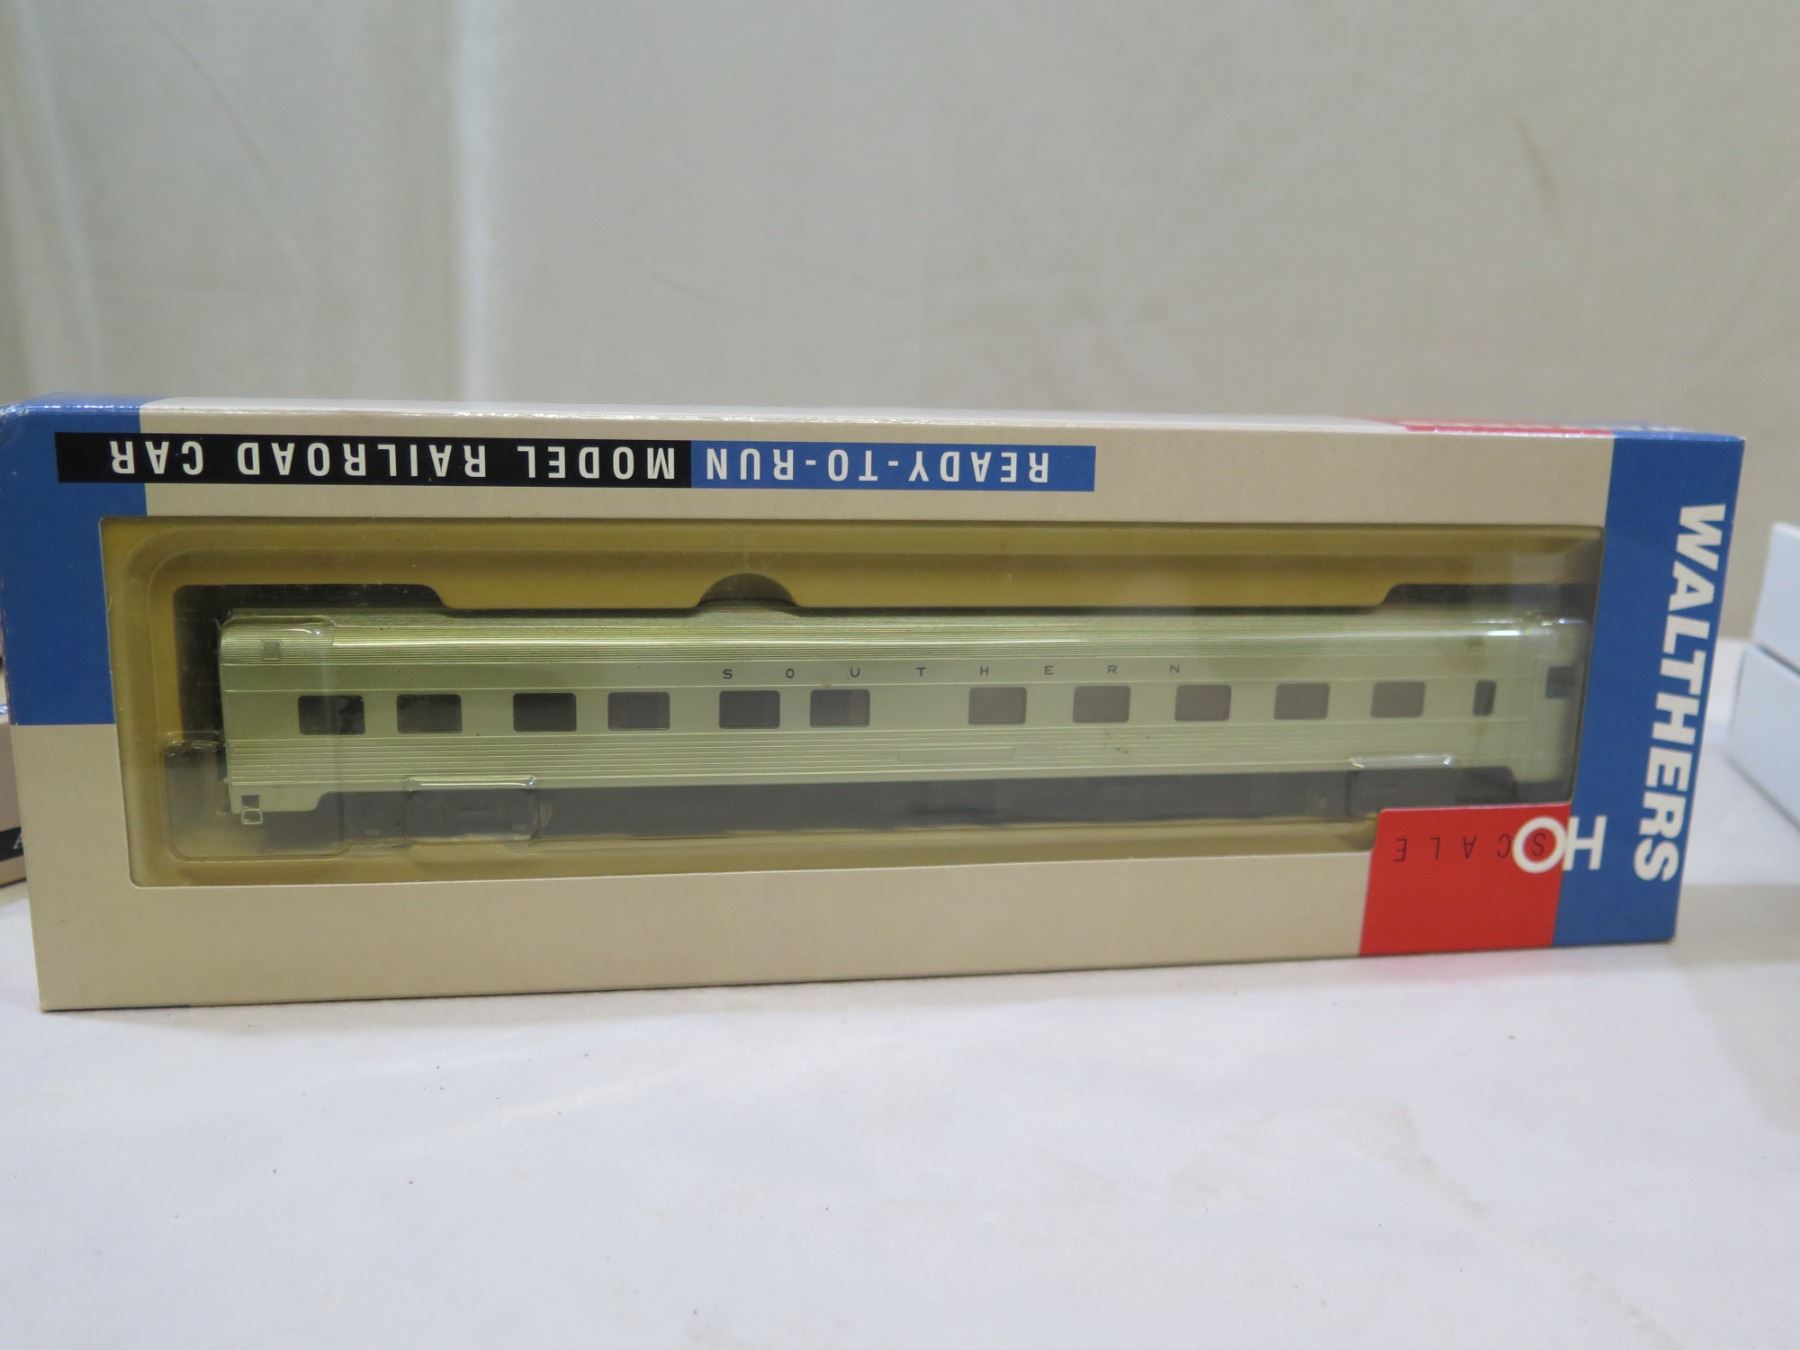 READY-TO-RUN MODEL RAILROAD CAR
SOUTHERN
WALTHERS
HO
SCALE